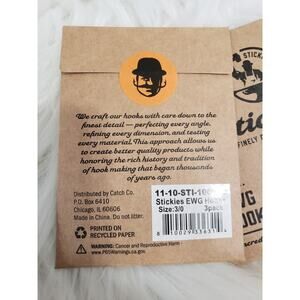 We craft our hooks with care down to the
finest detail — perfecting every angle,
refining every dimension, and testing
every material. This approach allows us
to create better quality products while
honoring the rich history and tradition
of hook making that began thousands
of years ago.
Distributed by Catch Co.
P.O. Box 6410
Chicago, IL 60606
Made in China. Do not litter.
PRINTED ON
RECYCLED PAPER
WARNING: Cancer and Reproductive Harm -
www.P65Warnings.ca.gov
11-10-STI-100
Stickies EWG
Size:3/0 3pack
STICK
FINELY